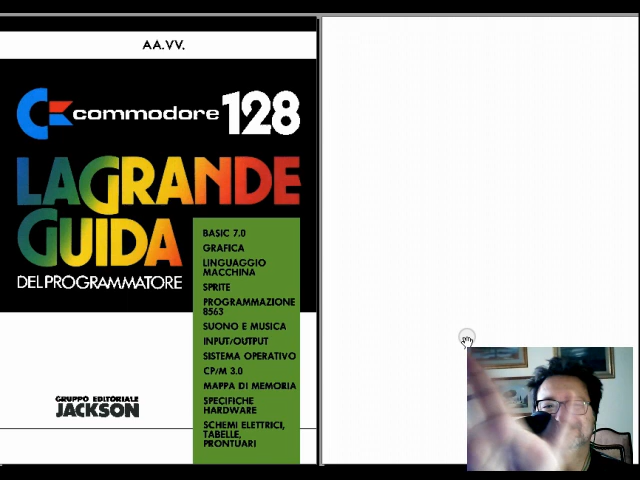 AA.VV.
commodore 128
LA GRANDE
GUIDA
DEL PROGRAMMATORE
BASIC 7.0
GRAFICA
LINGUAGGIO
MACCHINA
SPRITE
PROGRAMMAZIONE
8563
SUONO E MUSICA
INPUT/OUTPUT
SISTEMA OPERATIVO
CP/M 3.0
MAPPA DI MEMORIA
SPECIFICHE
HARDWARE
SCHEMI ELETTRICI,
TABELLE,
PRONTUARI
GRUPPO EDITORIALE
JACKSON